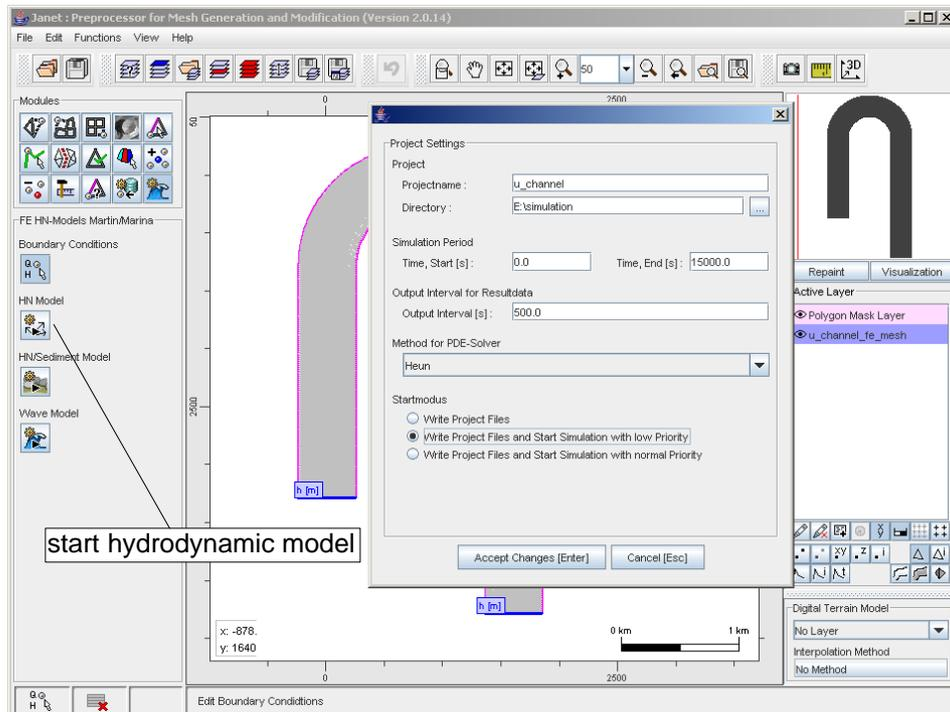 Janet : Preprocessor for Mesh Generation and Modification (Version 2.0.14)
File Edit Functions View Help
50
3D
Modules
FE HN-Models Martin/Marina
Boundary Conditions
Q
H
HN Model
HN/Sediment Model
Wave Model
0
2500
50
2500
h [m]
h [m]
start hydrodynamic model
x: -878.
y: 1640
0 km
1 km
0
2500
Project Settings
Project
Projectname :
u_channel
Directory :
E:\simulation
...
Simulation Period
Time, Start [s] :
0.0
Time, End [s] :
15000.0
Output Interval for Resultdata
Output Interval [s] :
500.0
Method for PDE-Solver
Heun
Startmodus
Write Project Files
Write Project Files and Start Simulation with low Priority
Write Project Files and Start Simulation with normal Priority
Accept Changes [Enter]
Cancel [Esc]
Repaint
Visualization
Active Layer
Polygon Mask Layer
u_channel_fe_mesh
Digital Terrain Model
No Layer
Interpolation Method
No Method
Q
H
Edit Boundary Condidtions